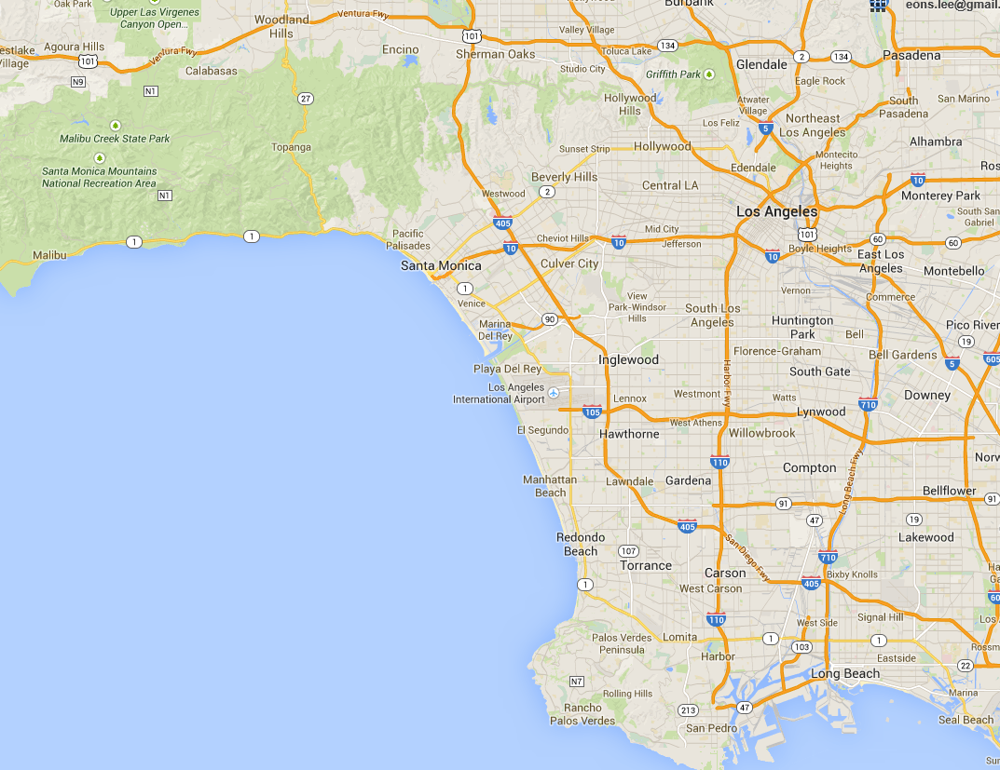 Oak Park
Upper Las Virgenes
Canyon Open...
Woodland
Hills
Ventura Fwy
Burbank
eons.lee@gmail.
Valley Village
101
Agoura Hills
Ventura Fwy
Encino
Sherman Oaks
Toluca Lake
134
Glendale
2
134
Pasadena
Village
101
Calabasas
Studio City
Griffith Park
Eagle Rock
N9
N1
27
Hollywood
Hills
Atwater
Village
South
Pasadena
San Marino
Malibu Creek State Park
Los Feliz
5
Northeast
Los Angeles
Topanga
Sunset Strip
Hollywood
Alhambra
Santa Monica Mountains
National Recreation Area
Beverly Hills
Edendale
Montecito
Heights
N1
Westwood
2
Central LA
10
Monterey Park
Los Angeles
405
South San
Gabriel
Pacific
Palisades
Mid City
Jefferson
101
60
60
1
1
Malibu
10
Cheviot Hills
10
10
Boyle Heights
East Los
Angeles
Santa Monica
Culver City
Montebello
1
Venice
View
Park-Windsor
Hills
South Los
Angeles
Vernon
Commerce
Marina
Del Rey
90
Huntington
Park
Bell
19
Inglewood
Florence-Graham
Bell Gardens
5
605
Playa Del Rey
Harbor Fwy
South Gate
Los Angeles
International Airport
Lennox
Westmont
Watts
710
Downey
105
West Athens
Lynwood
El Segundo
Hawthorne
Willowbrook
110
Compton
Manhattan
Beach
Lawndale
Gardena
Long Beach Fwy
Bellflower
91
91
405
47
19
Redondo
Beach
San Diego Fwy
Lakewood
107
Torrance
710
Carson
Bixby Knolls
1
West Carson
405
110
West Side
Signal Hill
Palos Verdes
Peninsula
Lomita
1
103
1
Harbor
Eastside
22
N7
Long Beach
Rolling Hills
Marina
Rancho
Palos Verdes
213
47
San Pedro
Seal Beach